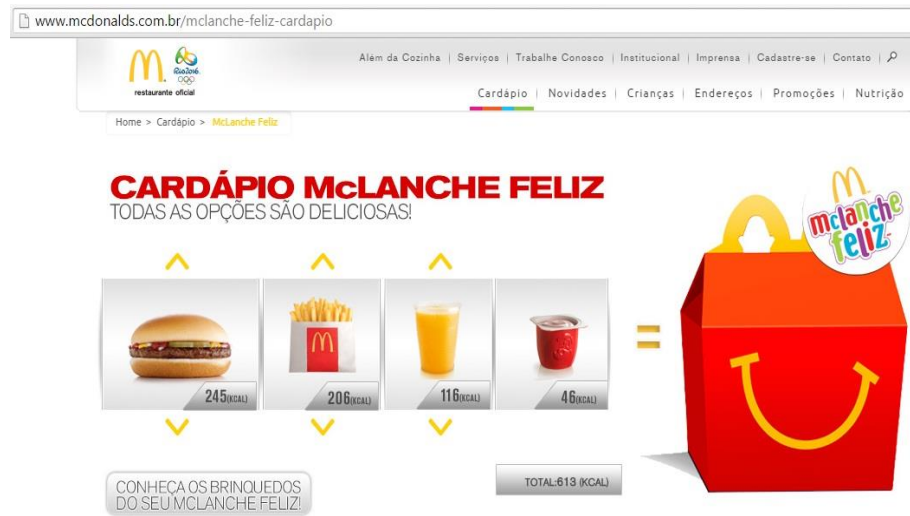 www.mcdonalds.com.br/mclanche-feliz-cardapio
Rio2016
restaurante oficial
Além da Cozinha | Serviços | Trabalhe Conosco | Institucional | Imprensa | Cadastre-se | Contato |
Cardápio | Novidades | Crianças | Endereços | Promoções | Nutrição
Home > Cardápio > McLanche Feliz
CARDÁPIO McLANCHE FELIZ
TODAS AS OPÇÕES SÃO DELICIOSAS!
mclanche
feliz
245(KCAL) 206(KCAL) 116(KCAL) 46(KCAL)
=
CONHEÇA OS BRINQUEDOS
DO SEU MCLANCHE FELIZ!
TOTAL:613 (KCAL)